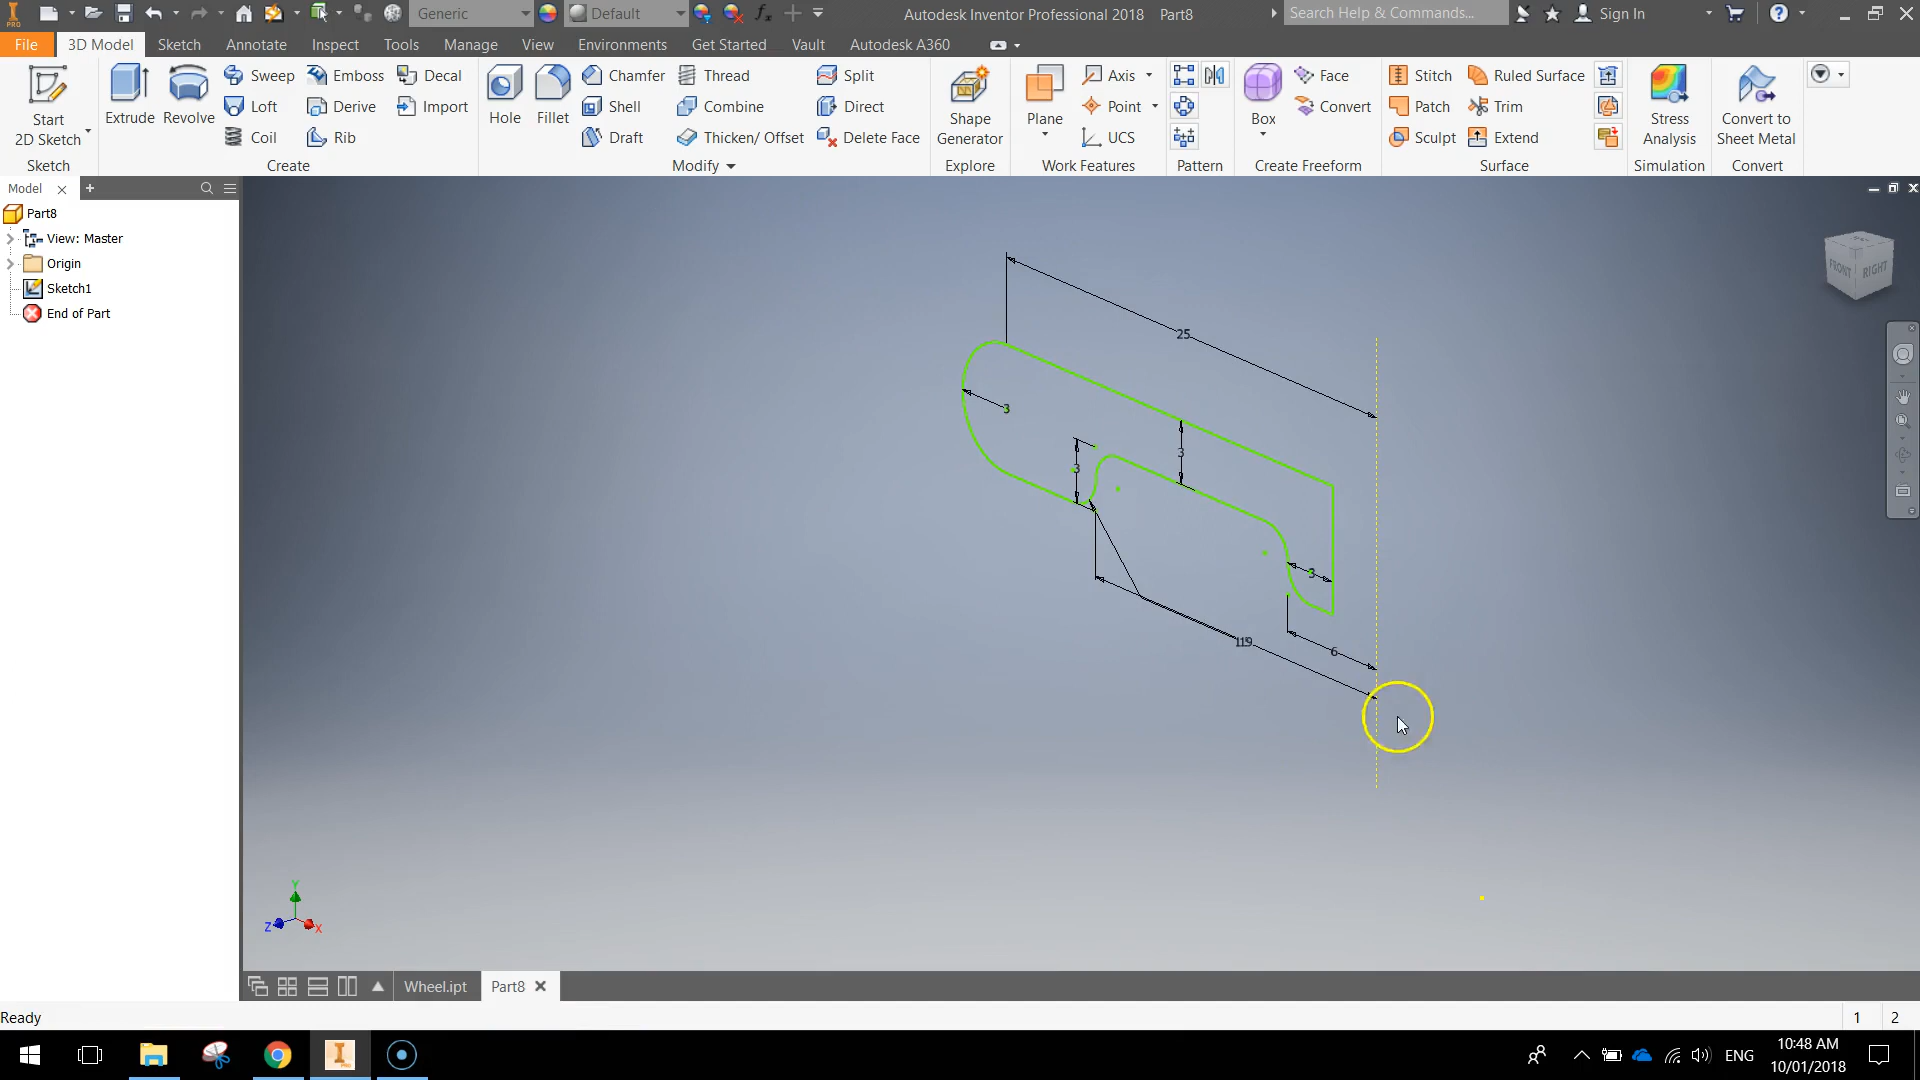 PRO
Generic
Default
Autodesk Inventor Professional 2018 Part8
Search Help & Commands...
Sign In
File
3D Model
Sketch
Annotate
Inspect
Tools
Manage
View
Environments
Get Started
Vault
Autodesk A360
Start
2D Sketch
Sketch
Extrude
Revolve
Sweep
Loft
Coil
Emboss
Derive
Rib
Decal
Import
Create
Hole
Fillet
Chamfer
Shell
Draft
Thread
Combine
Thicken/ Offset
Split
Direct
Delete Face
Modify
Shape
Generator
Explore
Plane
Axis
Point
UCS
Work Features
Pattern
Box
Face
Convert
Create Freeform
Stitch
Patch
Sculpt
Ruled Surface
Trim
Extend
Surface
Stress
Analysis
Simulation
Convert to
Sheet Metal
Convert
Model
Part8
View: Master
Origin
Sketch1
End of Part
FRONT
RIGHT
25
3
3
3
3
6
Y
Z
X
Wheel.ipt
Part8
Ready
1
2
ENG
10:48 AM
10/01/2018